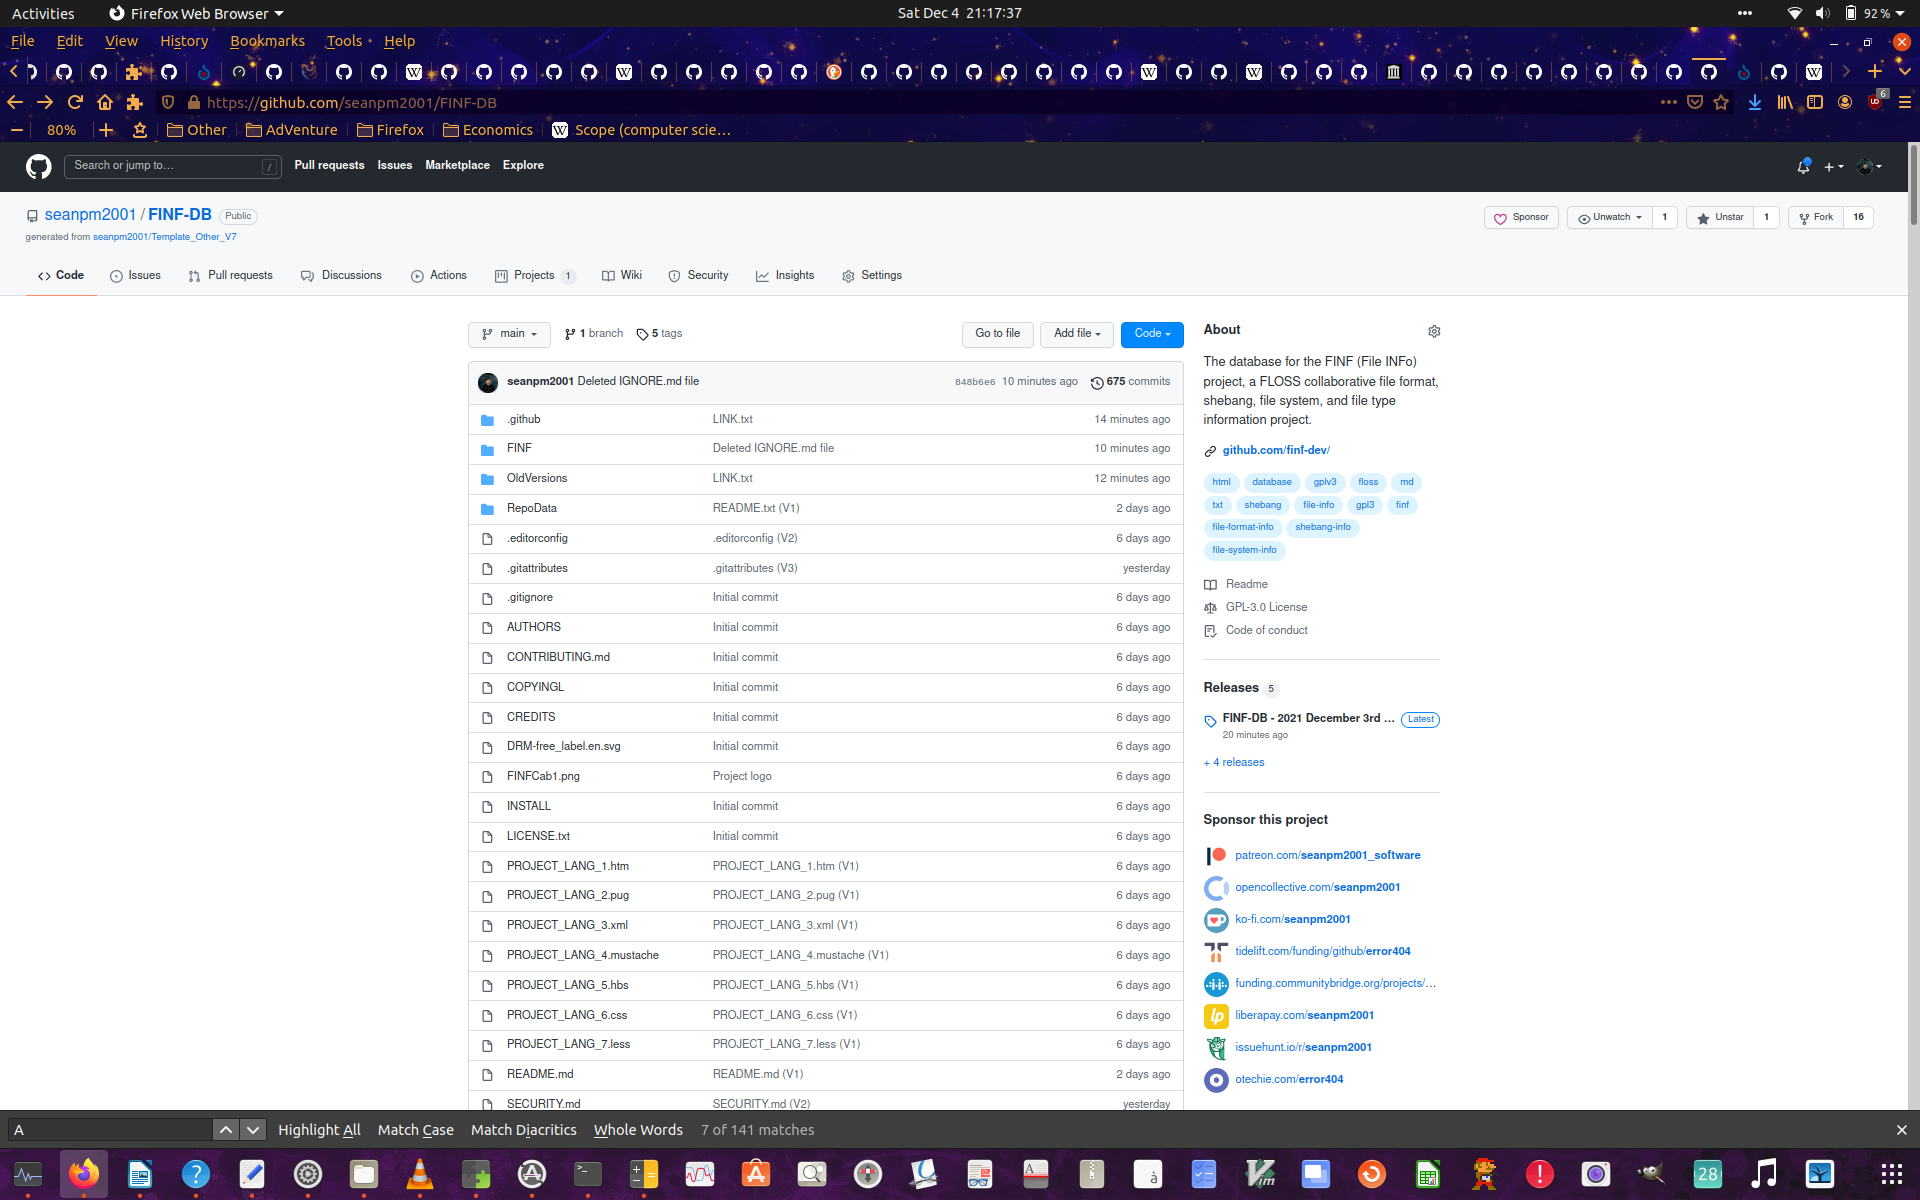 Activities Firefox Web Browser Sat Dec 4 21:17:37 92 %
File Edit View History Bookmarks Tools Help
https://github.com/seanpm2001/FINF-DB 6
80% Other AdVenture Firefox Economics Scope (computer scie…
Search or jump to… / Pull requests Issues Marketplace Explore
seanpm2001 / FINF-DB Public Sponsor Unwatch 1 Unstar 1 Fork 16
generated from seanpm2001/Template_Other_V7
Code Issues Pull requests Discussions Actions Projects 1 Wiki Security Insights Settings
main 1 branch 5 tags Go to file Add file Code
seanpm2001 Deleted IGNORE.md file 848b6e6 10 minutes ago 675 commits
.github LINK.txt 14 minutes ago
FINF Deleted IGNORE.md file 10 minutes ago
OldVersions LINK.txt 12 minutes ago
RepoData README.txt (V1) 2 days ago
.editorconfig .editorconfig (V2) 6 days ago
.gitattributes .gitattributes (V3) yesterday
.gitignore Initial commit 6 days ago
AUTHORS Initial commit 6 days ago
CONTRIBUTING.md Initial commit 6 days ago
COPYINGL Initial commit 6 days ago
CREDITS Initial commit 6 days ago
DRM-free_label.en.svg Initial commit 6 days ago
FINFCab1.png Project logo 6 days ago
INSTALL Initial commit 6 days ago
LICENSE.txt Initial commit 6 days ago
PROJECT_LANG_1.htm PROJECT_LANG_1.htm (V1) 6 days ago
PROJECT_LANG_2.pug PROJECT_LANG_2.pug (V1) 6 days ago
PROJECT_LANG_3.xml PROJECT_LANG_3.xml (V1) 6 days ago
PROJECT_LANG_4.mustache PROJECT_LANG_4.mustache (V1) 6 days ago
PROJECT_LANG_5.hbs PROJECT_LANG_5.hbs (V1) 6 days ago
PROJECT_LANG_6.css PROJECT_LANG_6.css (V1) 6 days ago
PROJECT_LANG_7.less PROJECT_LANG_7.less (V1) 6 days ago
README.md README.md (V1) 2 days ago
SECURITY.md SECURITY.md (V2) yesterday
About
The database for the FINF (File INFo)
project, a FLOSS collaborative file format,
shebang, file system, and file type
information project.
github.com/finf-dev/
html database gplv3 floss md
txt shebang file-info gpl3 finf
file-format-info shebang-info
file-system-info
Readme
GPL-3.0 License
Code of conduct
Releases 5
FINF-DB - 2021 December 3rd ... Latest
20 minutes ago
+ 4 releases
Sponsor this project
patreon.com/seanpm2001_software
opencollective.com/seanpm2001
ko-fi.com/seanpm2001
tidelift.com/funding/github/error404
funding.communitybridge.org/projects/…
liberapay.com/seanpm2001
issuehunt.io/r/seanpm2001
otechie.com/error404
A Highlight All Match Case Match Diacritics Whole Words 7 of 141 matches
28